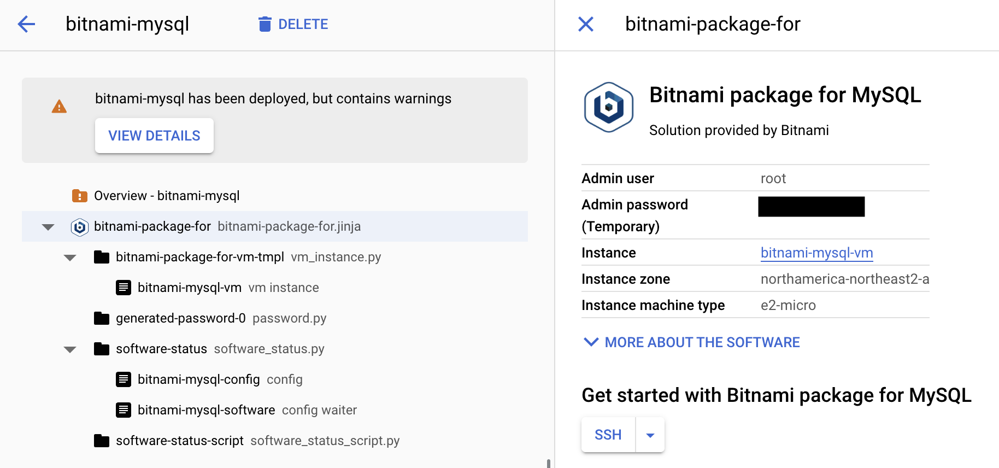 bitnami-mysql
DELETE
bitnami-mysql has been deployed, but contains warnings
VIEW DETAILS
Overview - bitnami-mysql
bitnami-package-for bitnami-package-for.jinja
bitnami-package-for-vm-tmpl vm_instance.py
bitnami-mysql-vm vm instance
generated-password-0 password.py
software-status software_status.py
bitnami-mysql-config config
bitnami-mysql-software config waiter
software-status-script software_status_script.py
bitnami-package-for
Bitnami package for MySQL
Solution provided by Bitnami
Admin user root
Admin password
(Temporary)
Instance bitnami-mysql-vm
Instance zone northamerica-northeast2-a
Instance machine type e2-micro
MORE ABOUT THE SOFTWARE
Get started with Bitnami package for MySQL
SSH